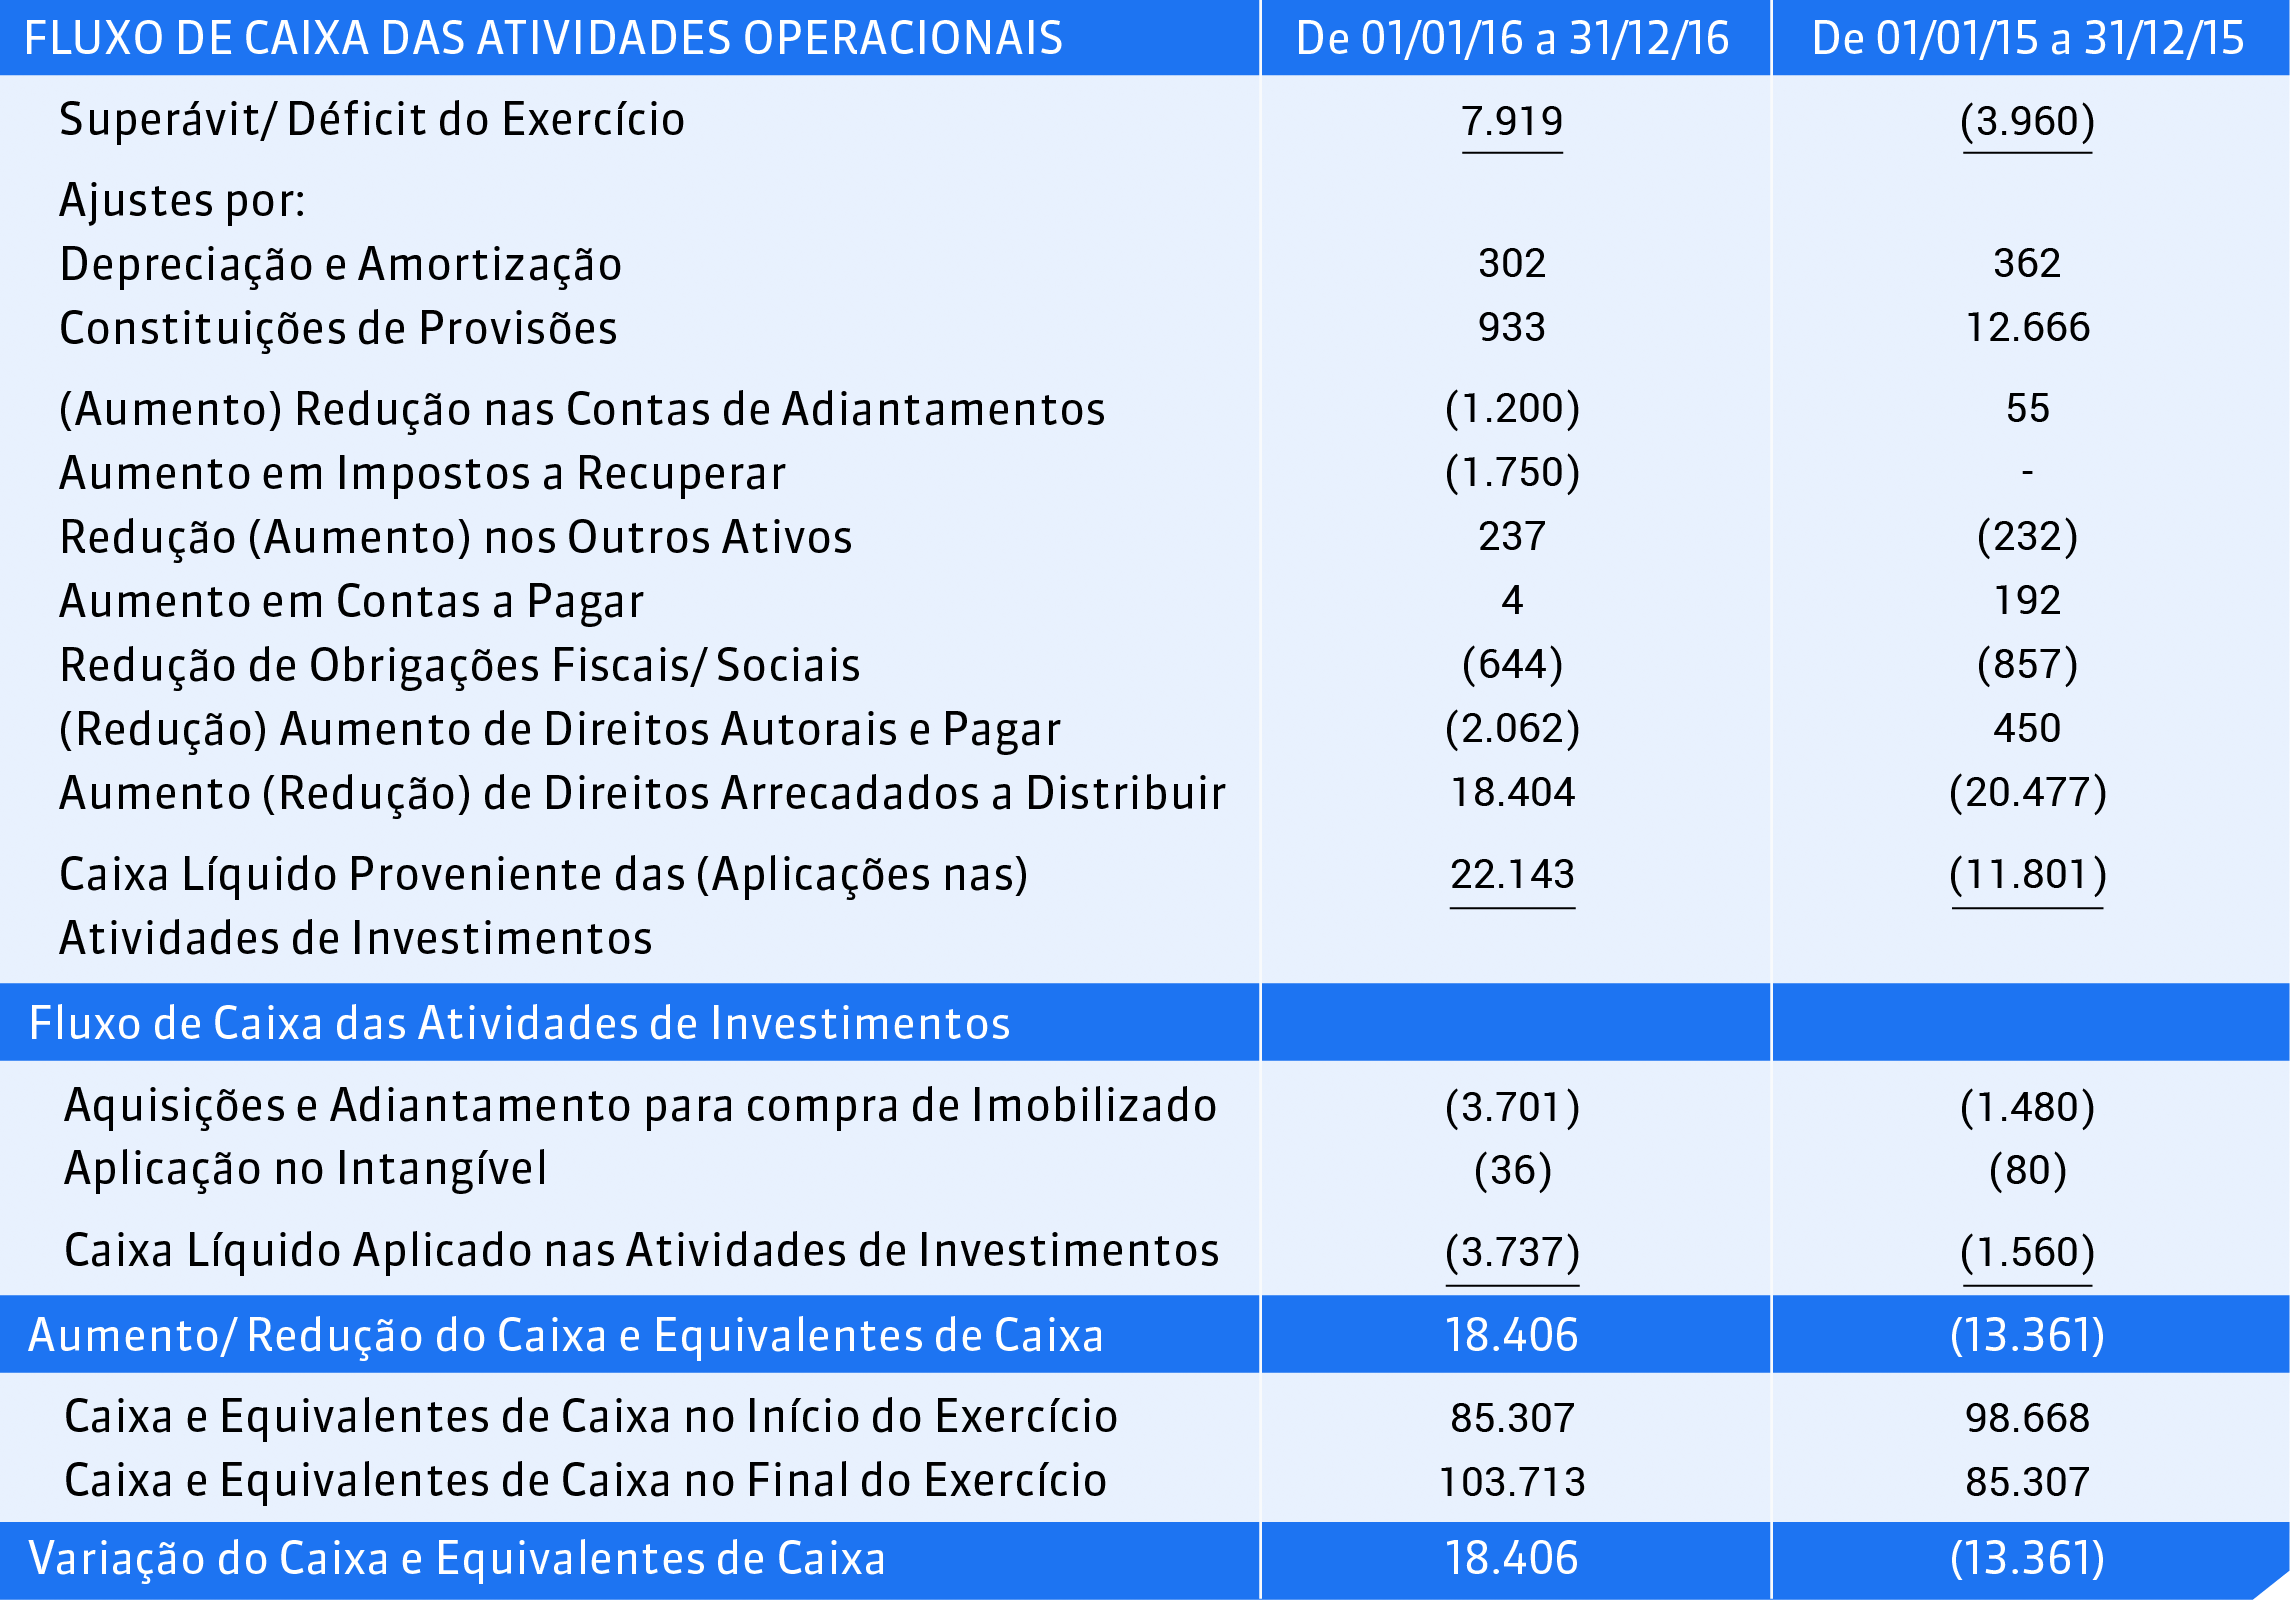 FLUXO DE CAIXA DAS ATIVIDADES OPERACIONAIS De 01/01/16 a 31/12/16 De 01/01/15 a 31/12/15
Superávit/ Déficit do Exercício 7.919 (3.960)
Ajustes por:
Depreciação e Amortização 302 362
Constituições de Provisões 933 12.666
(Aumento) Redução nas Contas de Adiantamentos (1.200) 55
Aumento em Impostos a Recuperar (1.750) -
Redução (Aumento) nos Outros Ativos 237 (232)
Aumento em Contas a Pagar 4 192
Redução de Obrigações Fiscais/ Sociais (644) (857)
(Redução) Aumento de Direitos Autorais e Pagar (2.062) 450
Aumento (Redução) de Direitos Arrecadados a Distribuir 18.404 (20.477)
Caixa Líquido Proveniente das (Aplicações nas) 22.143 (11.801)
Atividades de Investimentos
Fluxo de Caixa das Atividades de Investimentos
Aquisições e Adiantamento para compra de Imobilizado (3.701) (1.480)
Aplicação no Intangível (36) (80)
Caixa Líquido Aplicado nas Atividades de Investimentos (3.737) (1.560)
Aumento/ Redução do Caixa e Equivalentes de Caixa 18.406 (13.361)
Caixa e Equivalentes de Caixa no Início do Exercício 85.307 98.668
Caixa e Equivalentes de Caixa no Final do Exercício 103.713 85.307
Variação do Caixa e Equivalentes de Caixa 18.406 (13.361)